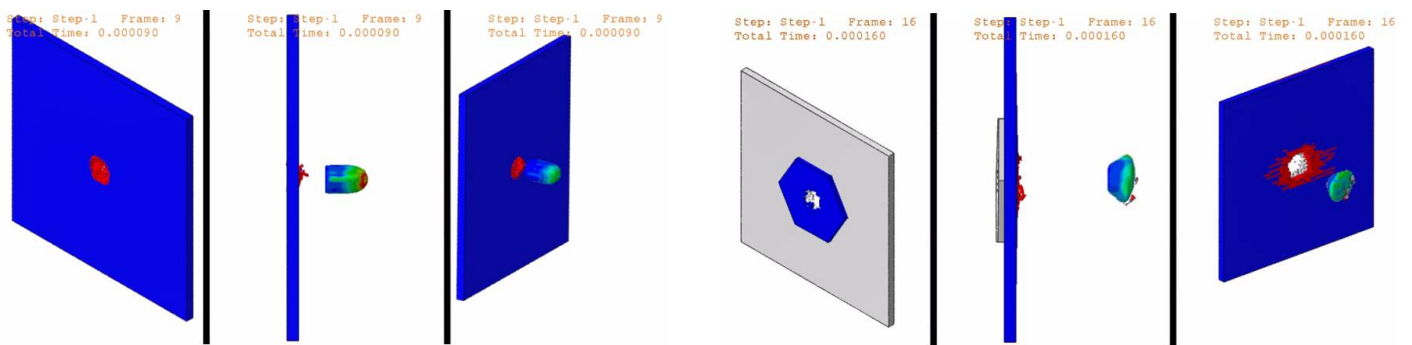 Step: Step-1 Frame: 9
Total Time: 0.000090
Step: Step-1 Frame: 9
Total Time: 0.000090
Step: Step-1 Frame: 9
Total Time: 0.000090
Step: Step-1 Frame: 16
Total Time: 0.000160
Step: Step-1 Frame: 16
Total Time: 0.000160
Step: Step-1 Frame: 16
Total Time: 0.000160